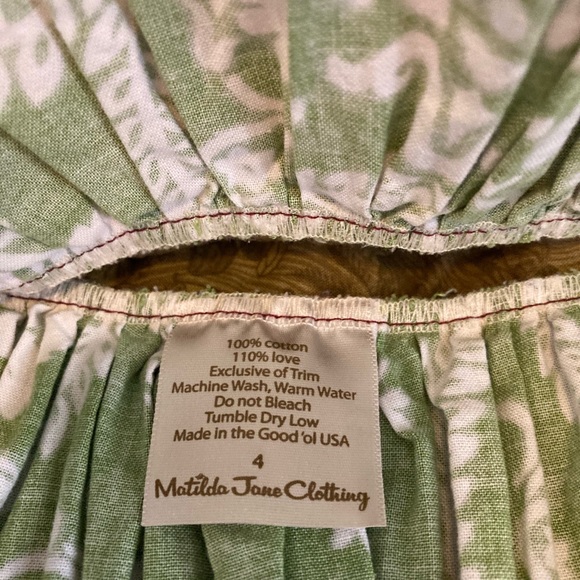 100% cotton
110% love
Exclusive of Trim
Machine Wash, Warm Water
Do not Bleach
Tumble Dry Low
Made in the Good 'ol USA
4
Matilda Jane Clothing